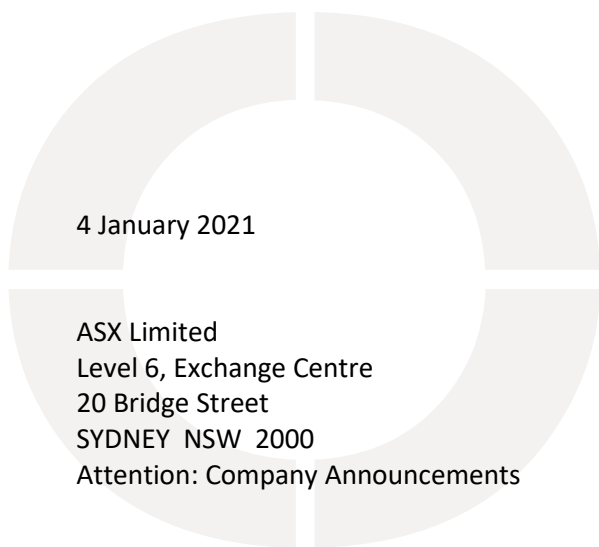 4 January 2021
ASX Limited
Level 6, Exchange Centre
20 Bridge Street
SYDNEY  NSW  2000
Attention: Company Announcements